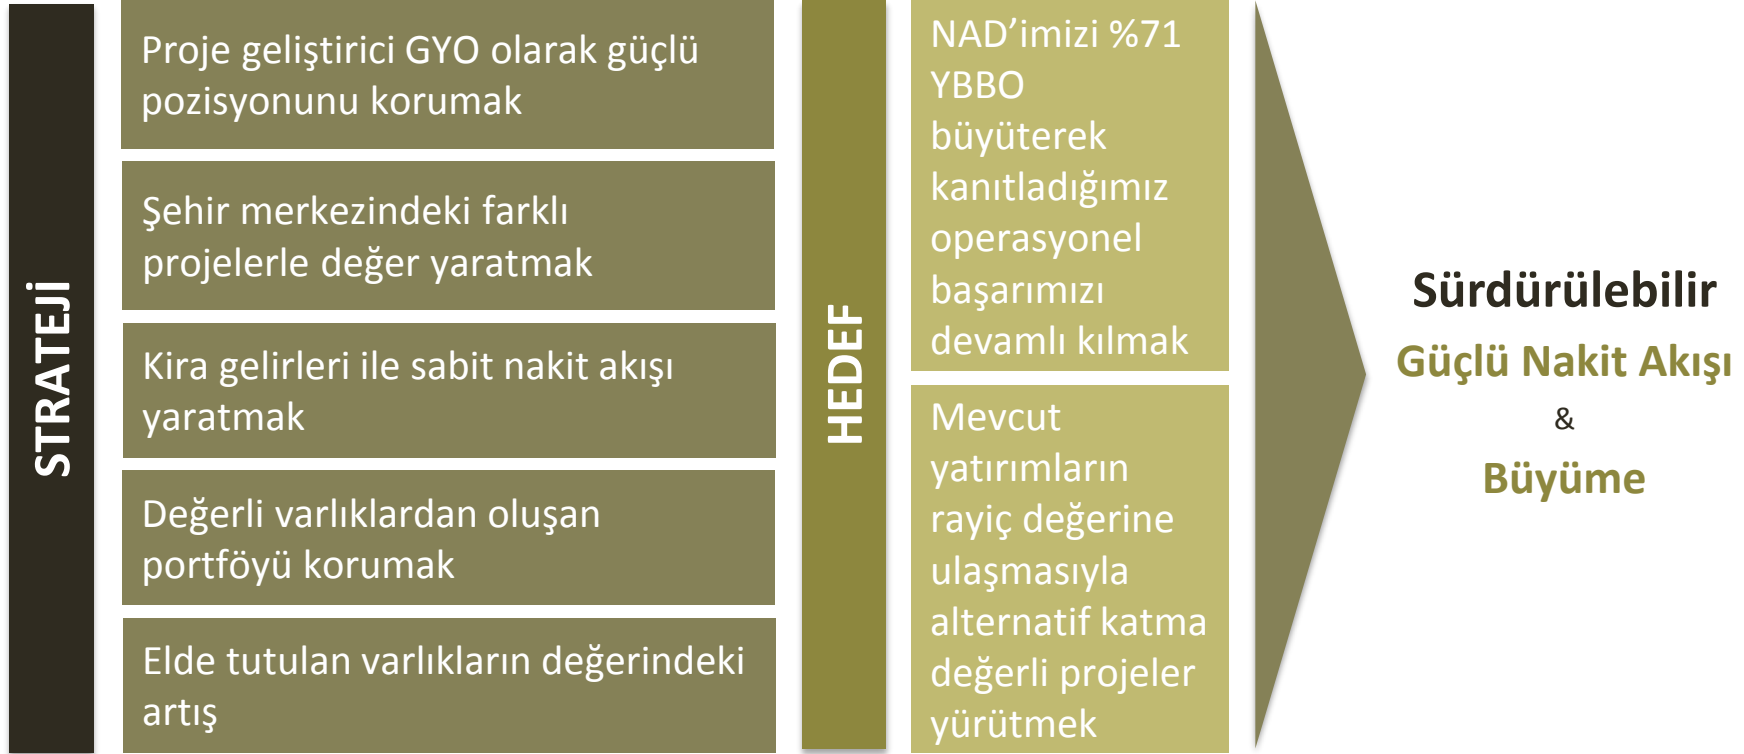 STRATEJİ
Proje geliştirici GYO olarak güçlü
pozisyonunu korumak
Şehir merkezindeki farklı
projelerle değer yaratmak
Kira gelirleri ile sabit nakit akışı
yaratmak
Değerli varlıklardan oluşan
portföyü korumak
Elde tutulan varlıkların değerindeki
artış
HEDEF
NAD’imizi %71
YBBO
büyüterek
kanıtladığımız
operasyonel
başarımızı
devamlı kılmak
Mevcut
yatırımların
rayiç değerine
ulaşmasıyla
alternatif katma
değerli projeler
yürütmek
Sürdürülebilir
Güçlü Nakit Akışı
&
Büyüme